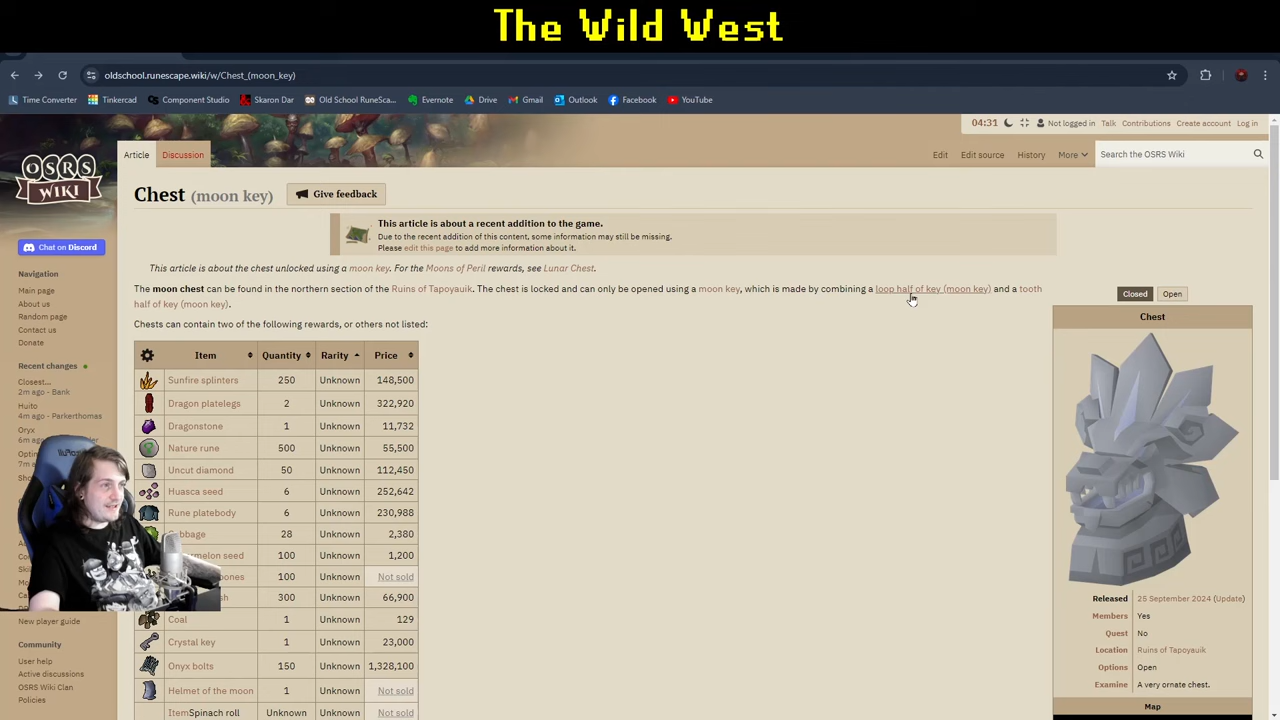 The Wild West
oldschool.runescape.wiki/w/Chest_(moon_key)
Time Converter Tinkercad Component Studio Skaron Dar Old School RuneSca... Evernote Drive Gmail Outlook Facebook YouTube
04:31 Not logged in Talk Contributions Create account Log in
Article Discussion Edit Edit source History More Search the OSRS Wiki
OSRS WIKI
Chest (moon key) Give feedback
This article is about a recent addition to the game.
Due to the recent addition of this content, some information may still be missing.
Please edit this page to add more information about it.
Chat on Discord
Navigation
Main page
About us
Random page
Contact us
Donate
Recent changes
Closest...
2m ago - Bank
Huito
4m ago - Parkerthomas
Oryx
6m
7m
New player guide
Community
User help
Active discussions
OSRS Wiki Clan
Policies
This article is about the chest unlocked using a moon key. For the Moons of Peril rewards, see Lunar Chest.
The moon chest can be found in the northern section of the Ruins of Tapoyauik. The chest is locked and can only be opened using a moon key, which is made by combining a loop half of key (moon key) and a tooth
half of key (moon key).
Chests can contain two of the following rewards, or others not listed:
Item Quantity Rarity Price
Sunfire splinters 250 Unknown 148,500
Dragon platelegs 2 Unknown 322,920
Dragonstone 1 Unknown 11,732
Nature rune 500 Unknown 55,500
Uncut diamond 50 Unknown 112,450
Huasca seed 6 Unknown 252,642
Rune platebody 6 Unknown 230,988
28 Unknown 2,380
seed 100 Unknown 1,200
bones 100 Unknown Not sold
300 Unknown 66,900
Coal 1 Unknown 129
Crystal key 1 Unknown 23,000
Onyx bolts 150 Unknown 1,328,100
Helmet of the moon 1 Unknown Not sold
ItemSpinach roll Unknown Unknown Not sold
Closed Open
Chest
Released 25 September 2024 (Update)
Members Yes
Quest No
Location Ruins of Tapoyauik
Options Open
Examine A very ornate chest.
Map